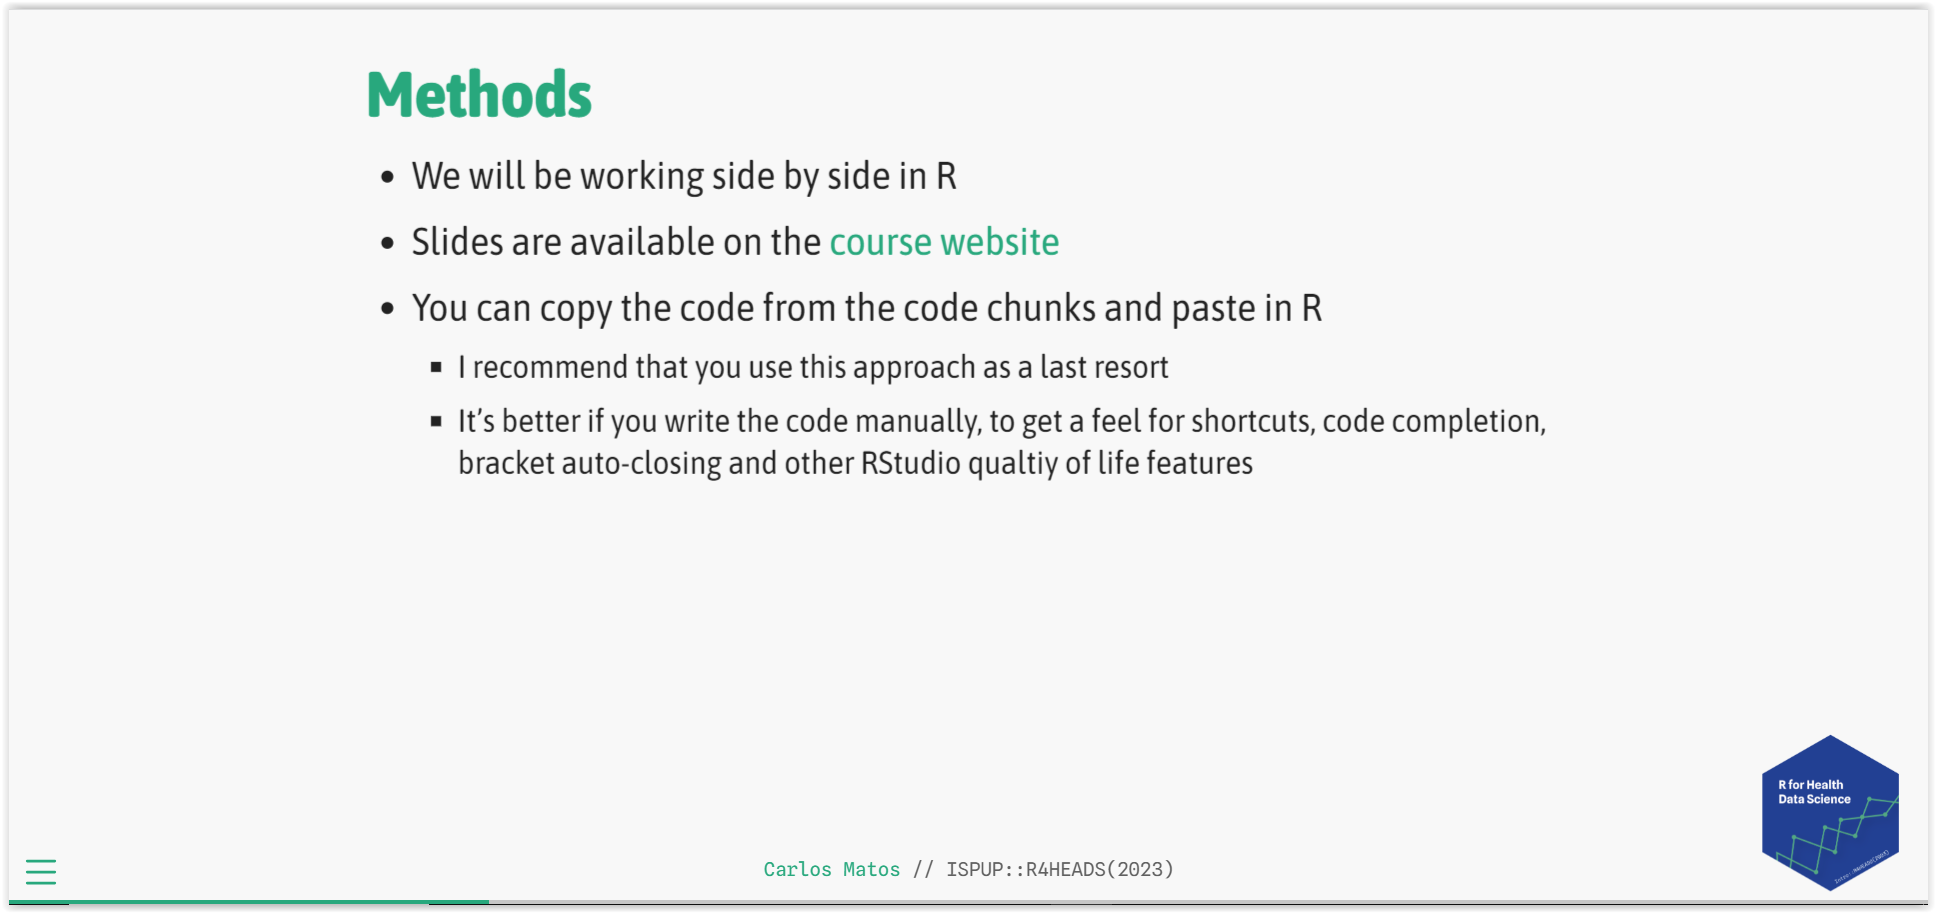 Methods
We will be working side by side in R
Slides are available on the course website
You can copy the code from the code chunks and paste in R
I recommend that you use this approach as a last resort
It’s better if you write the code manually, to get a feel for shortcuts, code completion,
bracket auto-closing and other RStudio qualtiy of life features
R for Health
Data Science
Carlos Matos // ISPUP::R4HEADS(2023)